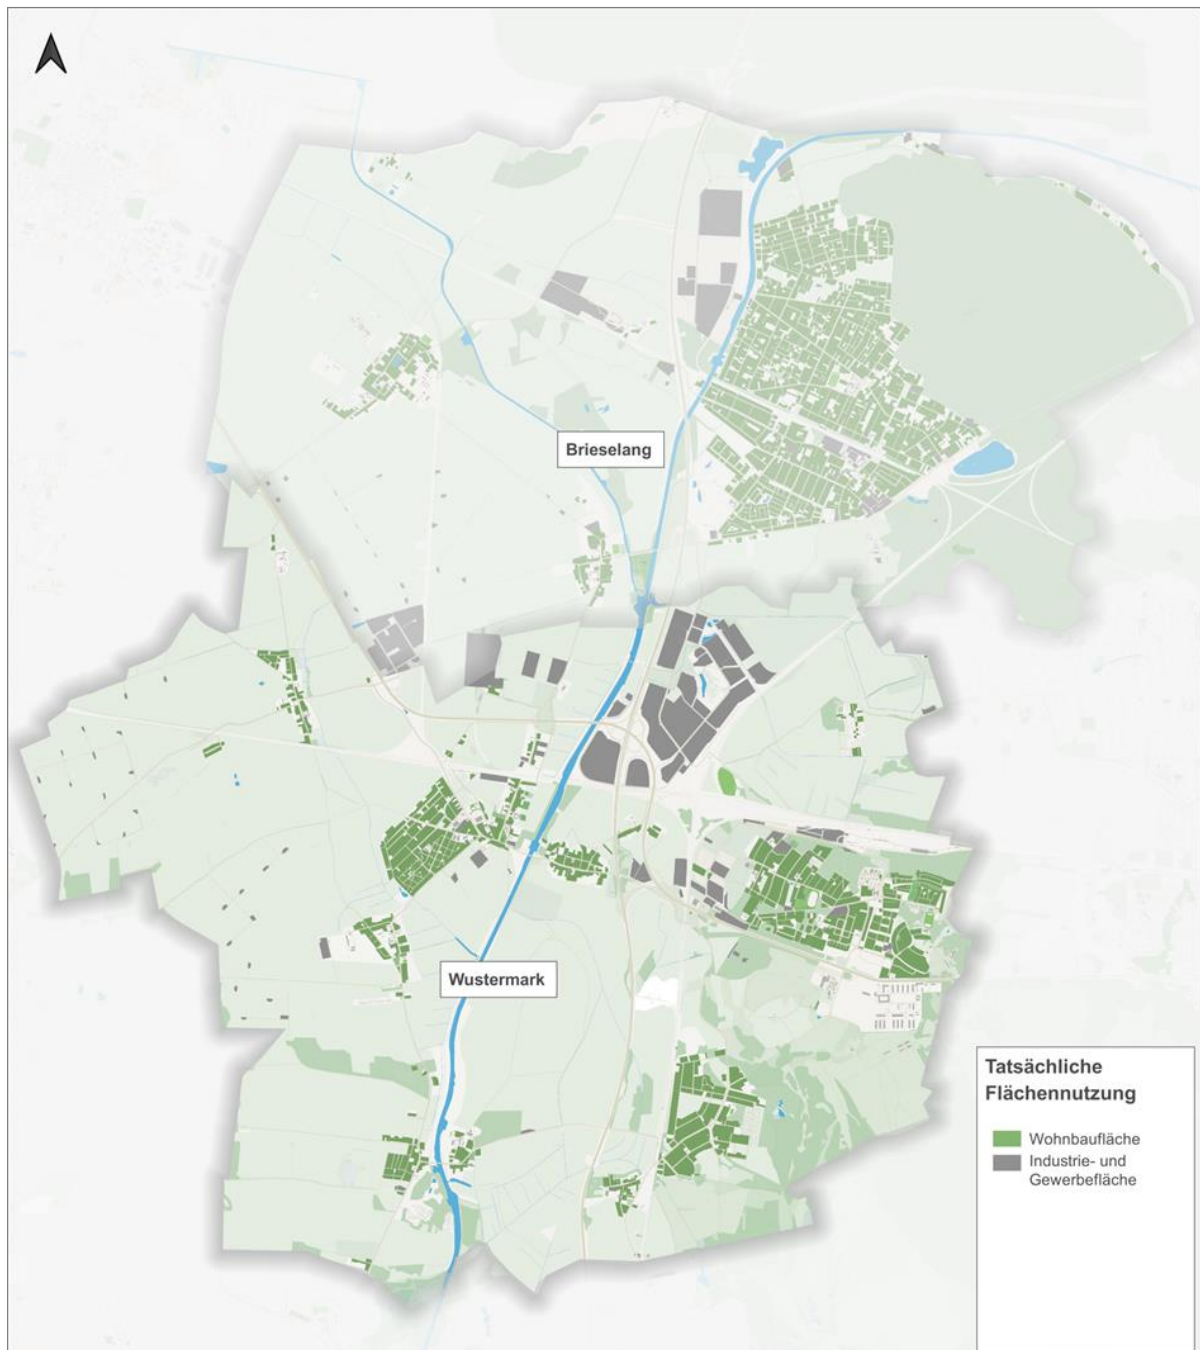 Brieselang
Wustermark
Tatsächliche
Flächennutzung
Wohnbaufläche
Industrie- und
Gewerbefläche